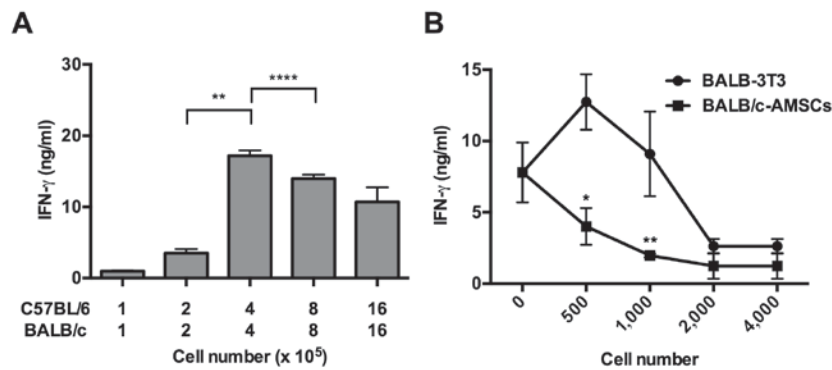 A
IFN-γ (ng/ml)
30
20
10
0
**
****
C57BL/6 1 2 4 8 16
BALB/c 1 2 4 8 16
Cell number (x 10⁵)
B
IFN-γ (ng/ml)
15
10
5
0
BALB-3T3
BALB/c-AMSCs
*
**
0 500 1,000 2,000 4,000
Cell number